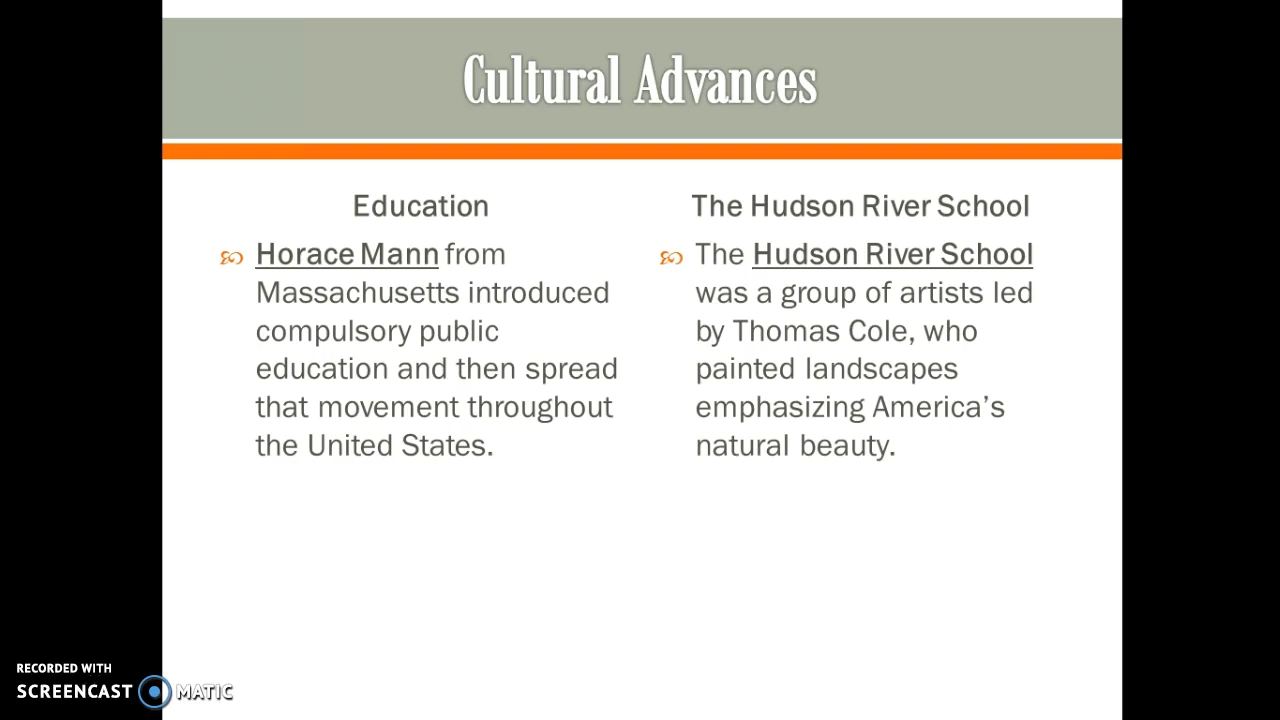 Cultural Advances
Education
Horace Mann from
Massachusetts introduced
compulsory public
education and then spread
that movement throughout
the United States.
The Hudson River School
The Hudson River School
was a group of artists led
by Thomas Cole, who
painted landscapes
emphasizing America’s
natural beauty.
RECORDED WITH
SCREENCAST MATIC